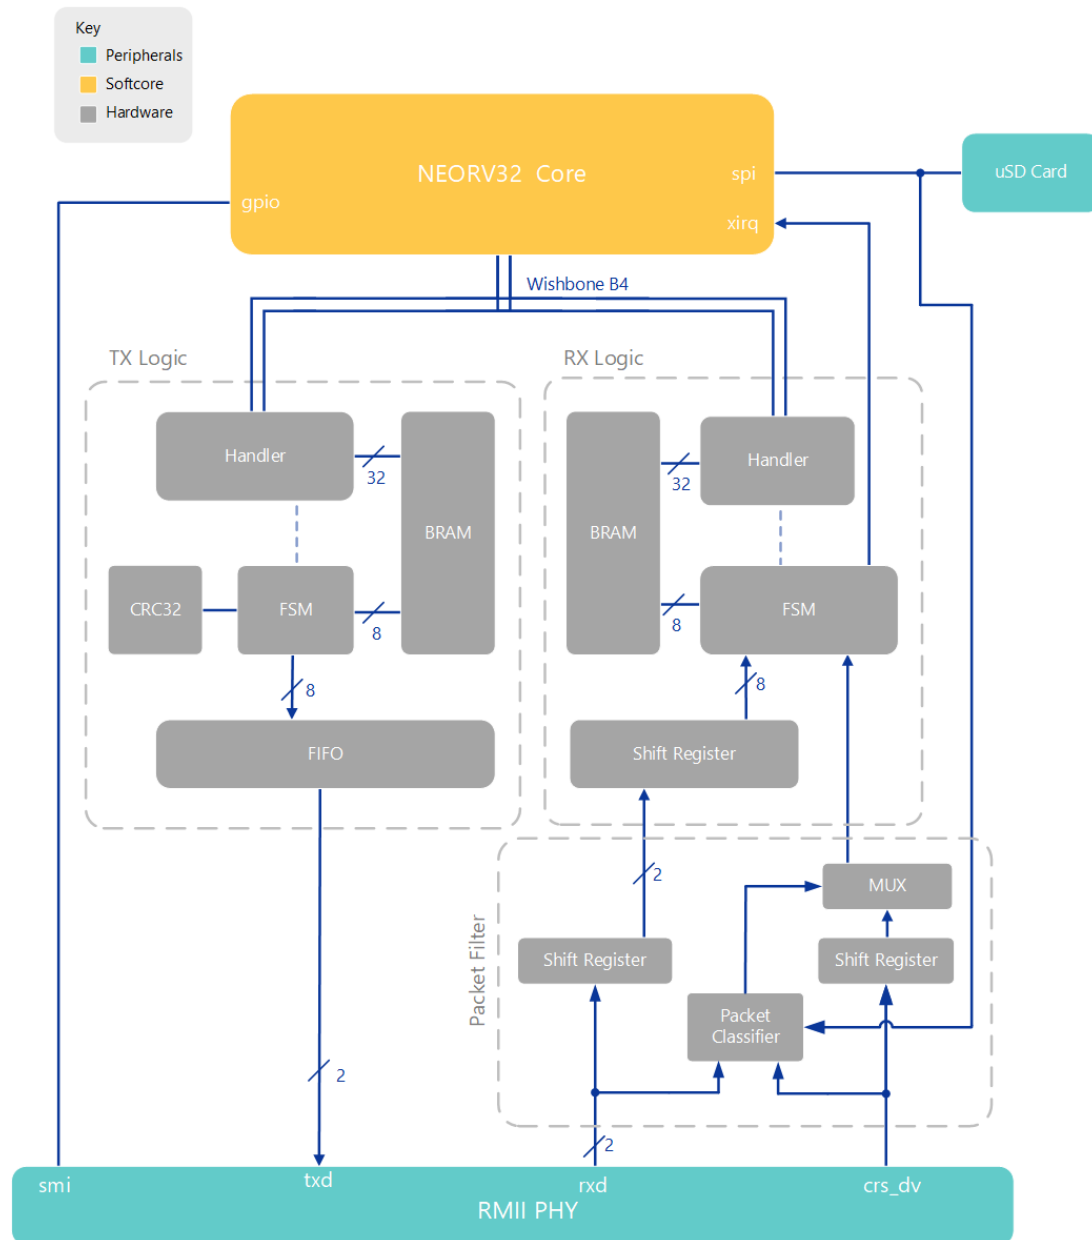 Key
Peripherals
Softcore
Hardware
NEORV32 Core
spi
uSD Card
gpio
xirq
Wishbone B4
TX Logic
RX Logic
Handler
32
BRAM
CRC32
FSM
8
8
FIFO
BRAM
32
Handler
8
FSM
8
Shift Register
2
Packet Filter
MUX
Shift Register
Shift Register
Packet
Classifier
2
2
smi
txd
rxd
crs_dv
RMII PHY